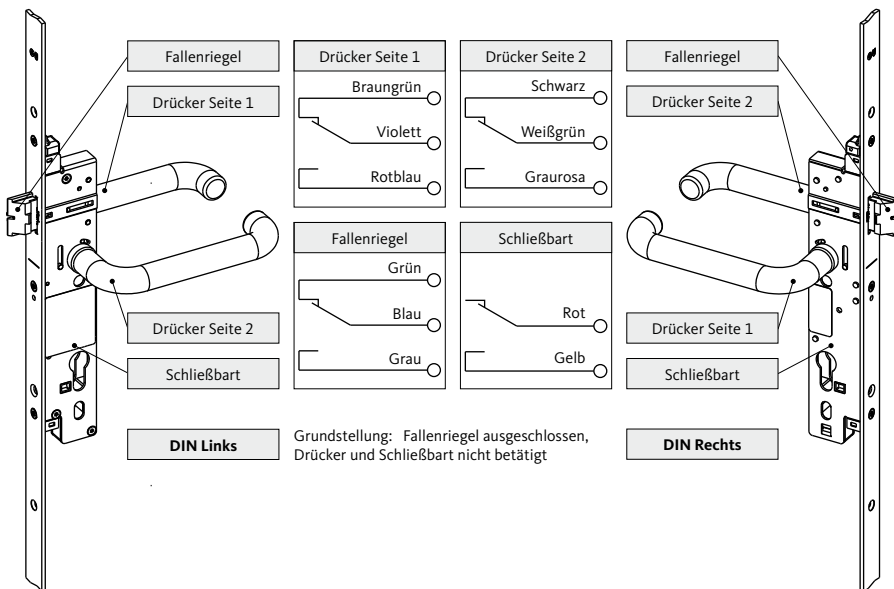 Fallenriegel
Drücker Seite 1
Drücker Seite 2
Schließbart
DIN Links
Drücker Seite 1
Braungrün
Violett
Rotblau
Drücker Seite 2
Schwarz
Weißgrün
Graurosa
Fallenriegel
Grün
Blau
Grau
Schließbart
Rot
Gelb
Grundstellung: Fallenriegel ausgeschlossen,
Drücker und Schließbart nicht betätigt
Fallenriegel
Drücker Seite 2
Drücker Seite 1
Schließbart
DIN Rechts